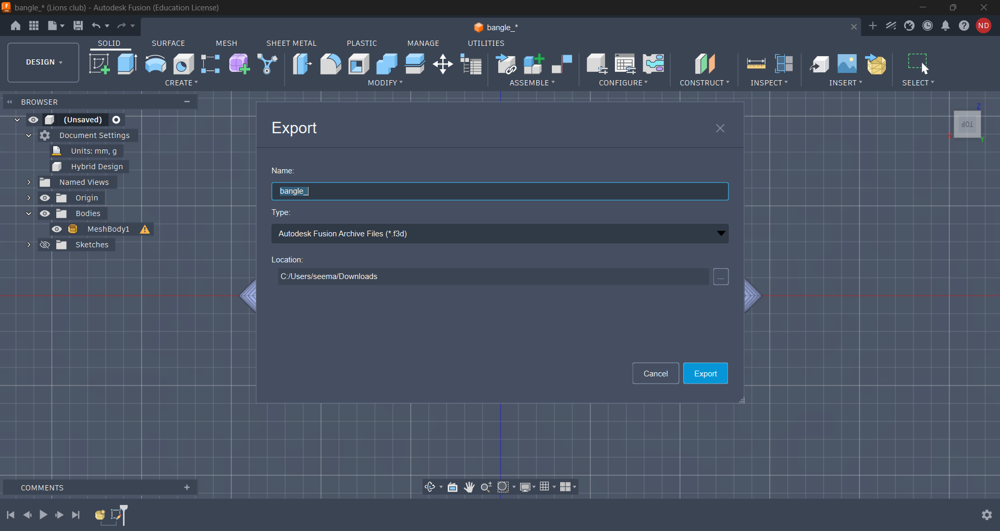 bangle_* (Lions club) - Autodesk Fusion (Education License)
bangle_*
ND
DESIGN
SOLID
SURFACE
MESH
SHEET METAL
PLASTIC
MANAGE
UTILITIES
CREATE
MODIFY
ASSEMBLE
CONFIGURE
CONSTRUCT
INSPECT
INSERT
SELECT
BROWSER
(Unsaved)
Document Settings
Units: mm, g
Hybrid Design
Named Views
Origin
Bodies
MeshBody1
Sketches
Export
Name:
bangle_
Type:
Autodesk Fusion Archive Files (*.f3d)
Location:
C:/Users/seema/Downloads
...
Cancel
Export
Z
TOP
Y
COMMENTS